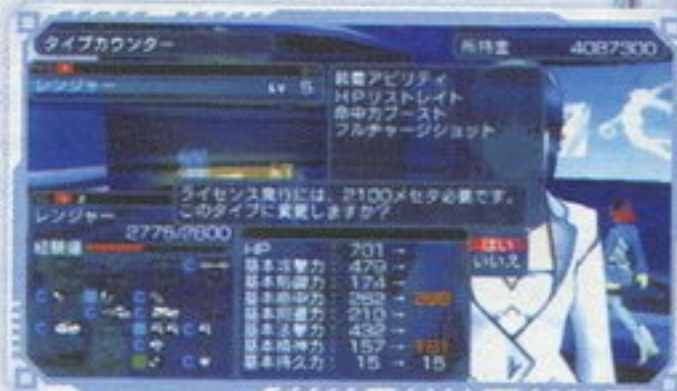 タイプカウンター
所持金 4087300
レンジャー LV 5
装着アビリティ
HPリストレイト
命中力ブースト
フルチャージショット
ライセンス発行には、2100メセタ必要です。
このタイプに変更しますか?
レンジャー
2775/2800
経験値
はい
いいえ
HP : 701 →
基本攻撃力 : 479 →
基本防御力 : 174 →
基本命中力 : 262 →
基本回避力 : 210 →
基本法撃力 : 432 →
基本精神力 : 157 → 181
基本持久力 : 15 → 15